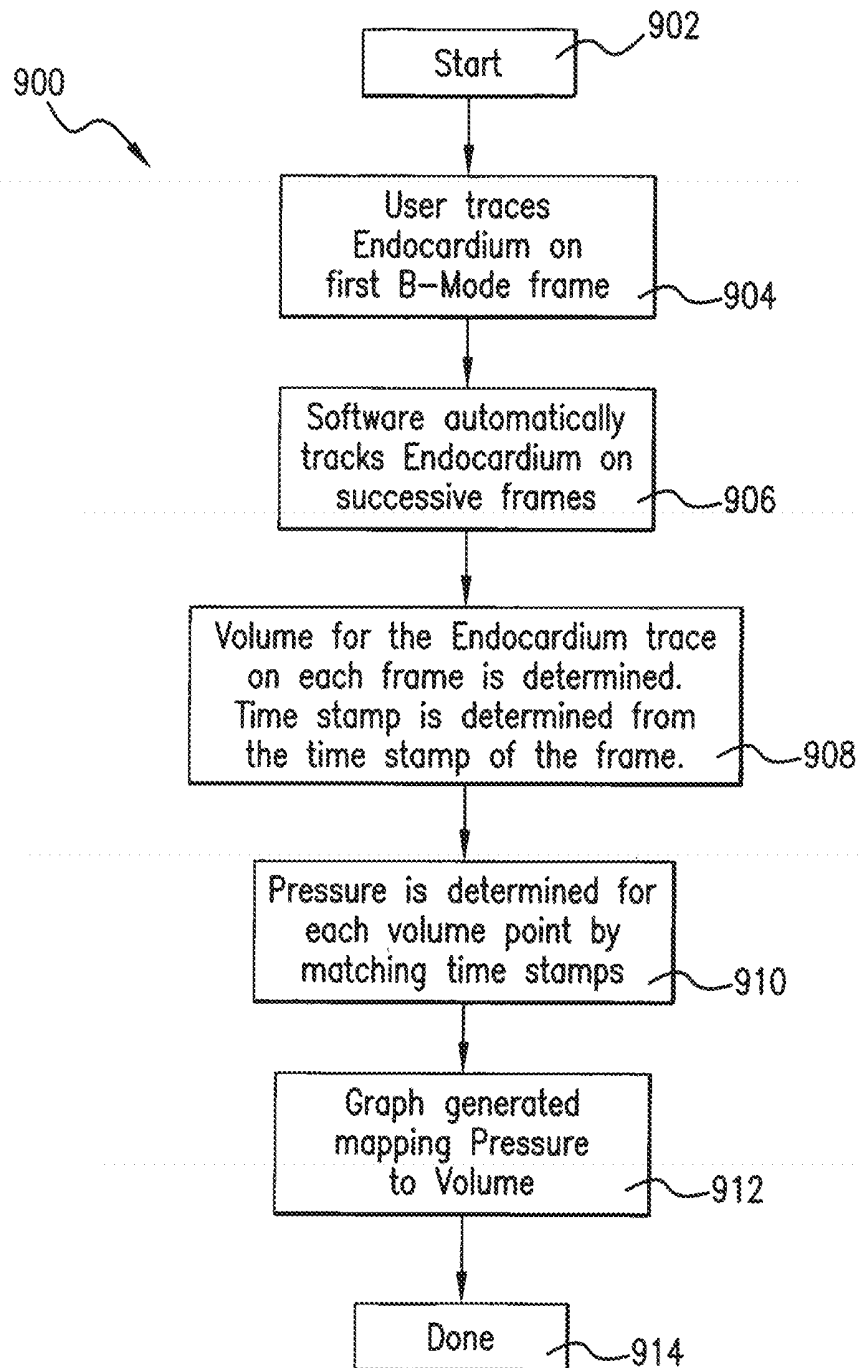 902
Start
900
User traces
Endocardium on
first B-Mode frame
904
Software automatically
tracks Endocardium on
successive frames
906
Volume for the Endocardium trace
on each frame is determined.
Time stamp is determined from
the time stamp of the frame.
908
Pressure is determined for
each volume point by
matching time stamps
910
Graph generated
mapping Pressure
to Volume
912
Done
914